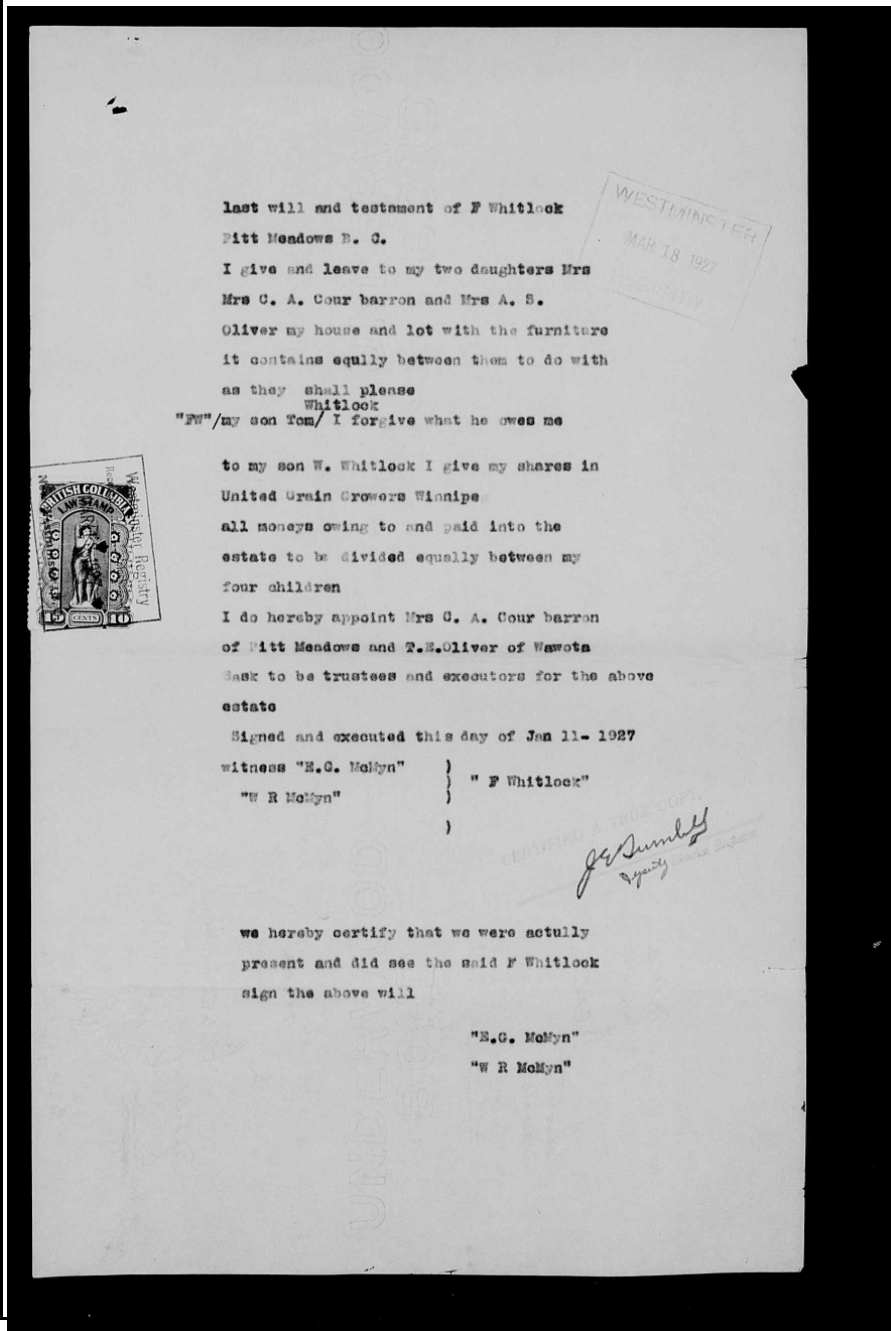 last will and testament of F Whitlock
Pitt Meadows B. C.
I give and leave to my two daughters Mrs
Mrs C. A. Cour barron and Mrs A. S.
Oliver my house and lot with the furniture
it contains eqully between them to do with
as they shall please
Whitlock
"FW"/my son Tom/ I forgive what he owes me
to my son W. Whitlock I give my shares in
United Grain Growers Winnipe
all moneys owing to and paid into the
estate to be divided equally between my
four children
I do hereby appoint Mrs C. A. Cour barron
of Pitt Meadows and T.E.Oliver of Wawota
Sask to be trustees and executors for the above
estate
Signed and executed this day of Jan 11- 1927
witness "E.G. McMyn" )
) " F Whitlock"
"W R McMyn" )
)
we hereby certify that we were actully
present and did see the said F Whitlock
sign the above will
"E.G. McMyn"
"W R McMyn"
WESTMINSTER
MAR 18 1927
REGISTRY
CERTIFIED A TRUE COPY
Deputy District Registrar
Westminster Registry
BRITISH COLUMBIA
LAW STAMP
10 CENTS 10